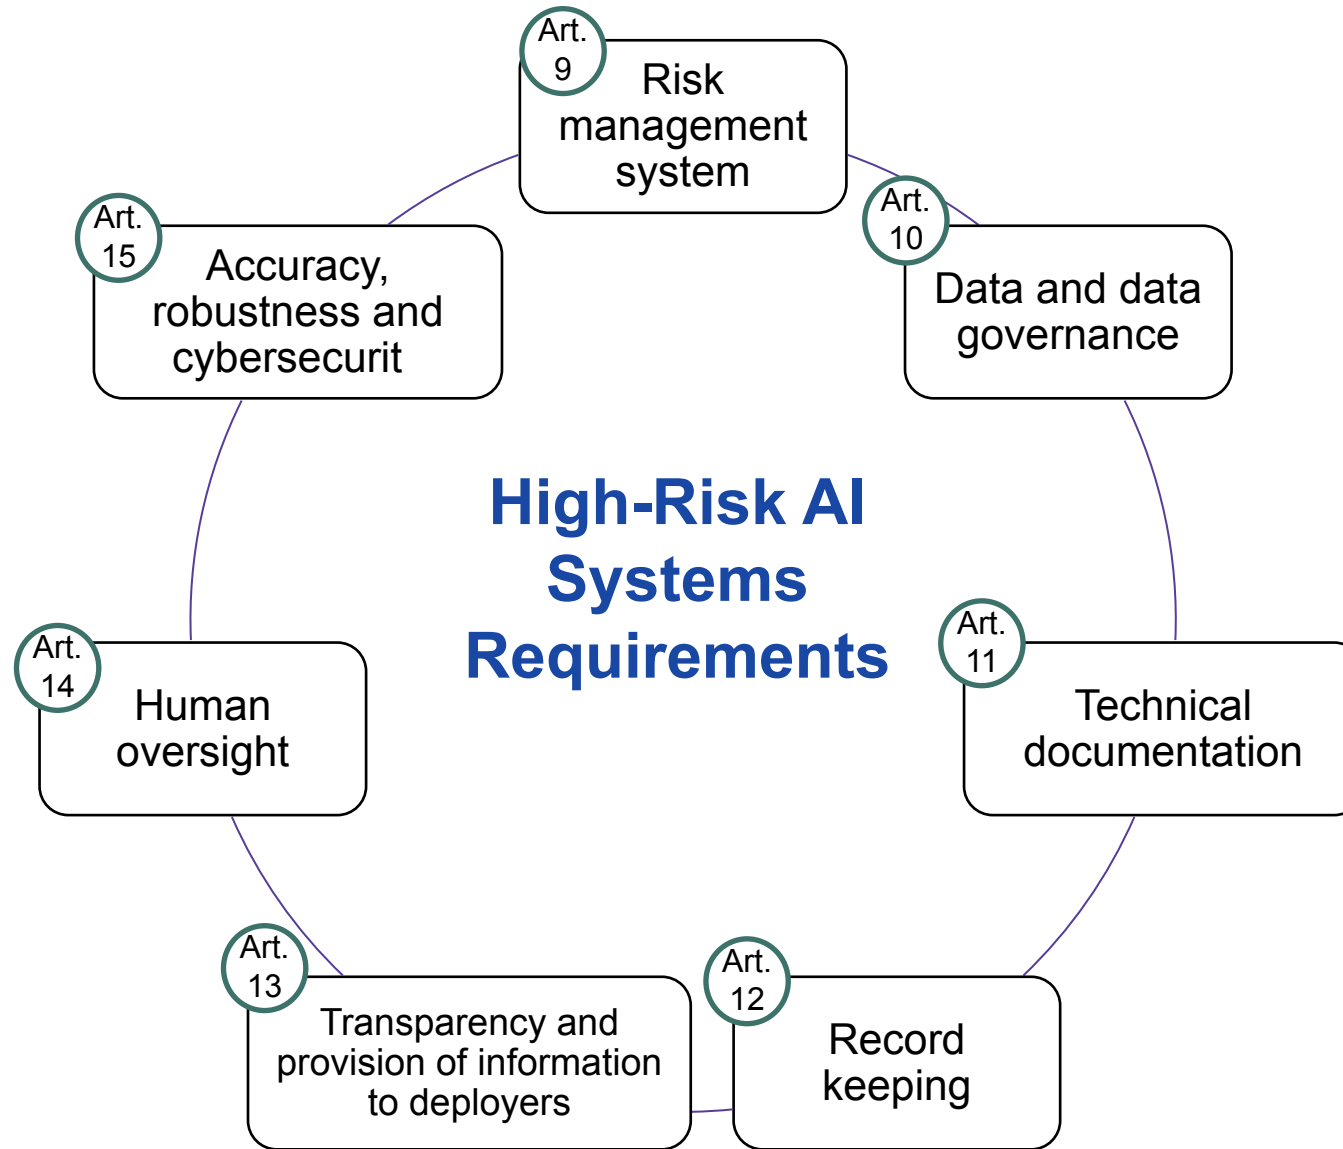 Art.
9
Risk
management
system
Art.
10
Data and data
governance
Art.
11
Technical
documentation
Art.
12
Record
keeping
Art.
13
Transparency and
provision of information
to deployers
Art.
14
Human
oversight
Art.
15
Accuracy,
robustness and
cybersecurit
High-Risk AI
Systems
Requirements